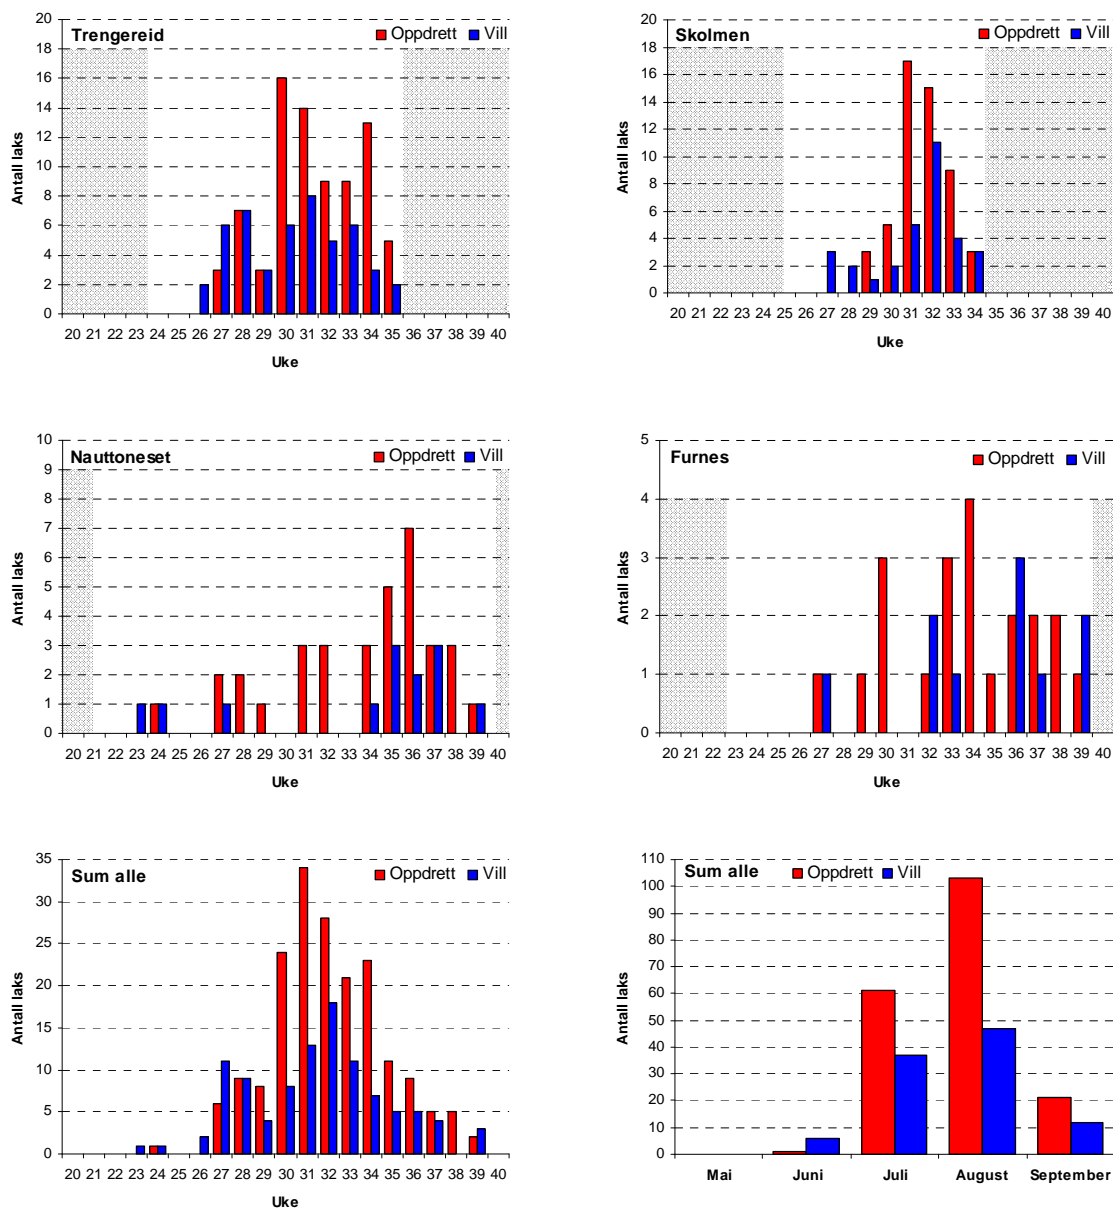 Trengereid
Oppdrett Vill
20
18
16
14
12
10
8
6
4
2
0
Antall laks
20 21 22 23 24 25 26 27 28 29 30 31 32 33 34 35 36 37 38 39 40
Uke
Skolmen
Oppdrett Vill
20
18
16
14
12
10
8
6
4
2
0
Antall laks
20 21 22 23 24 25 26 27 28 29 30 31 32 33 34 35 36 37 38 39 40
Uke
Nauttoneset
Oppdrett Vill
10
9
8
7
6
5
4
3
2
1
0
Antall laks
20 21 22 23 24 25 26 27 28 29 30 31 32 33 34 35 36 37 38 39 40
Uke
Furnes
Oppdrett Vill
5
4
3
2
1
0
Antall laks
20 21 22 23 24 25 26 27 28 29 30 31 32 33 34 35 36 37 38 39 40
Uke
Sum alle
Oppdrett Vill
35
30
25
20
15
10
5
0
Antall laks
20 21 22 23 24 25 26 27 28 29 30 31 32 33 34 35 36 37 38 39 40
Uke
Sum alle
Oppdrett Vill
110
100
90
80
70
60
50
40
30
20
10
0
Antall laks
Mai Juni Juli August September